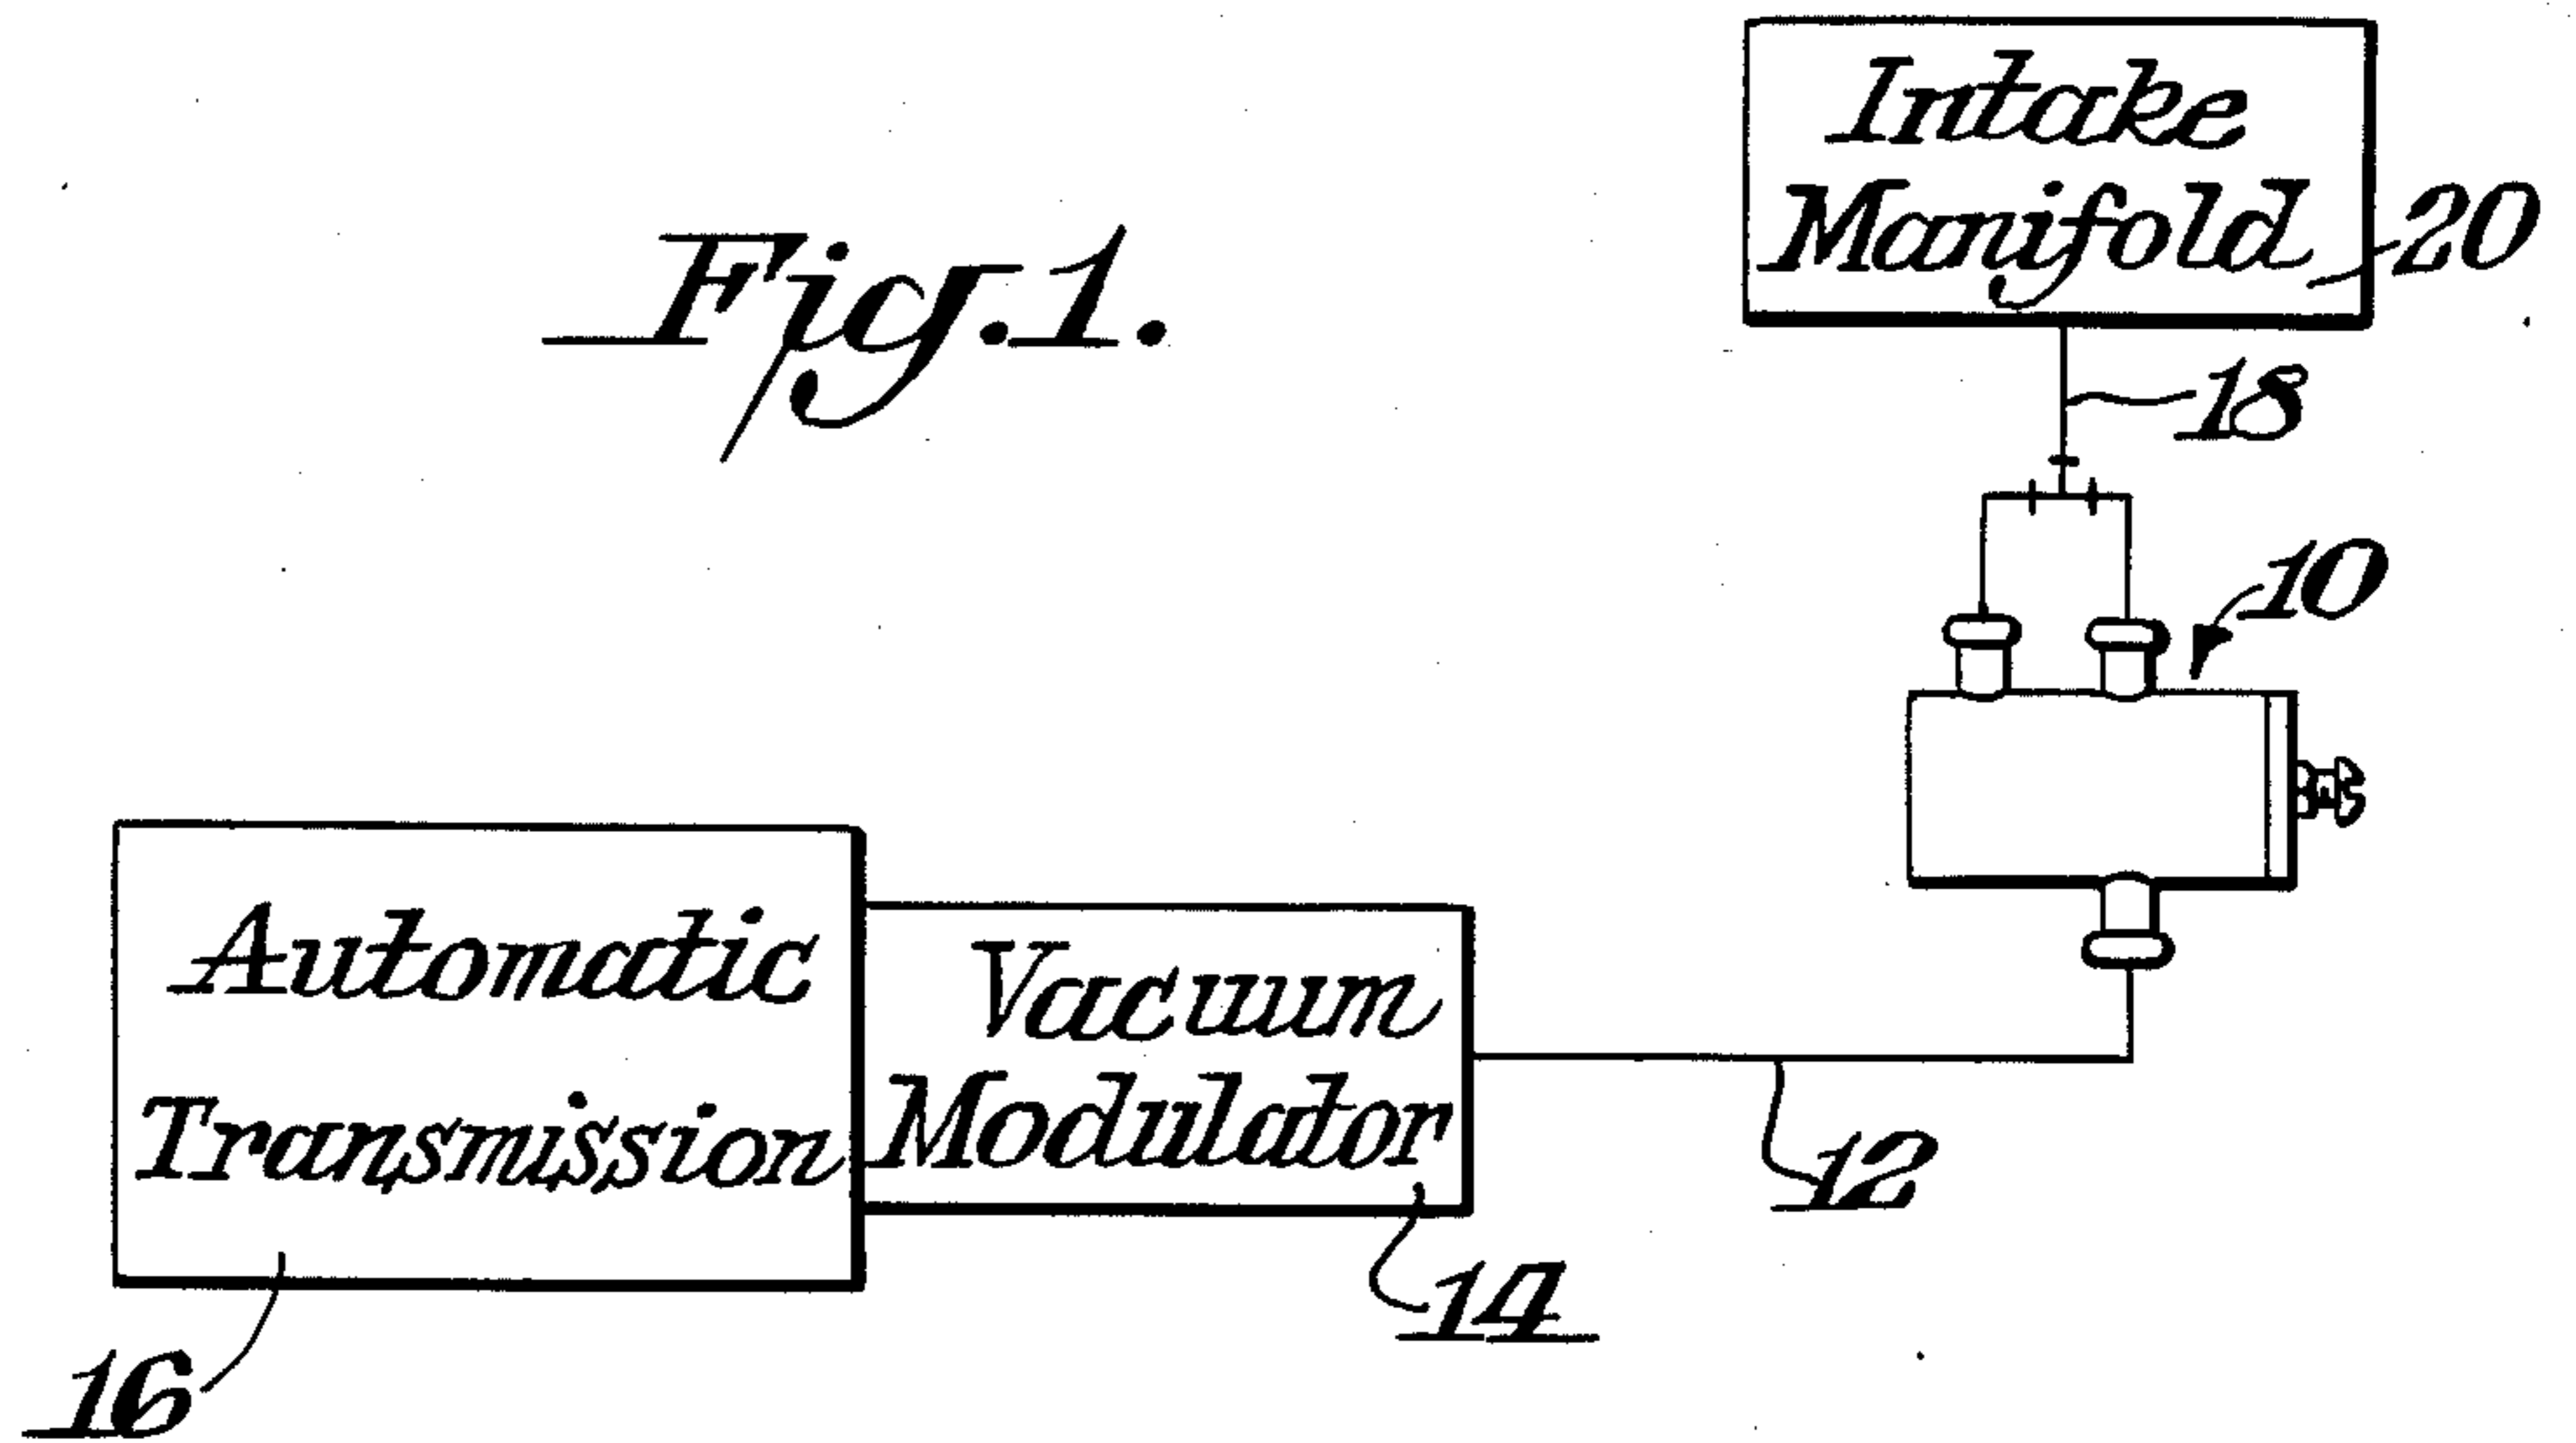 Fig. 1.
Intake
Manifold
20
18
10
Automatic
Transmission
Vacuum
Modulator
12
14
16